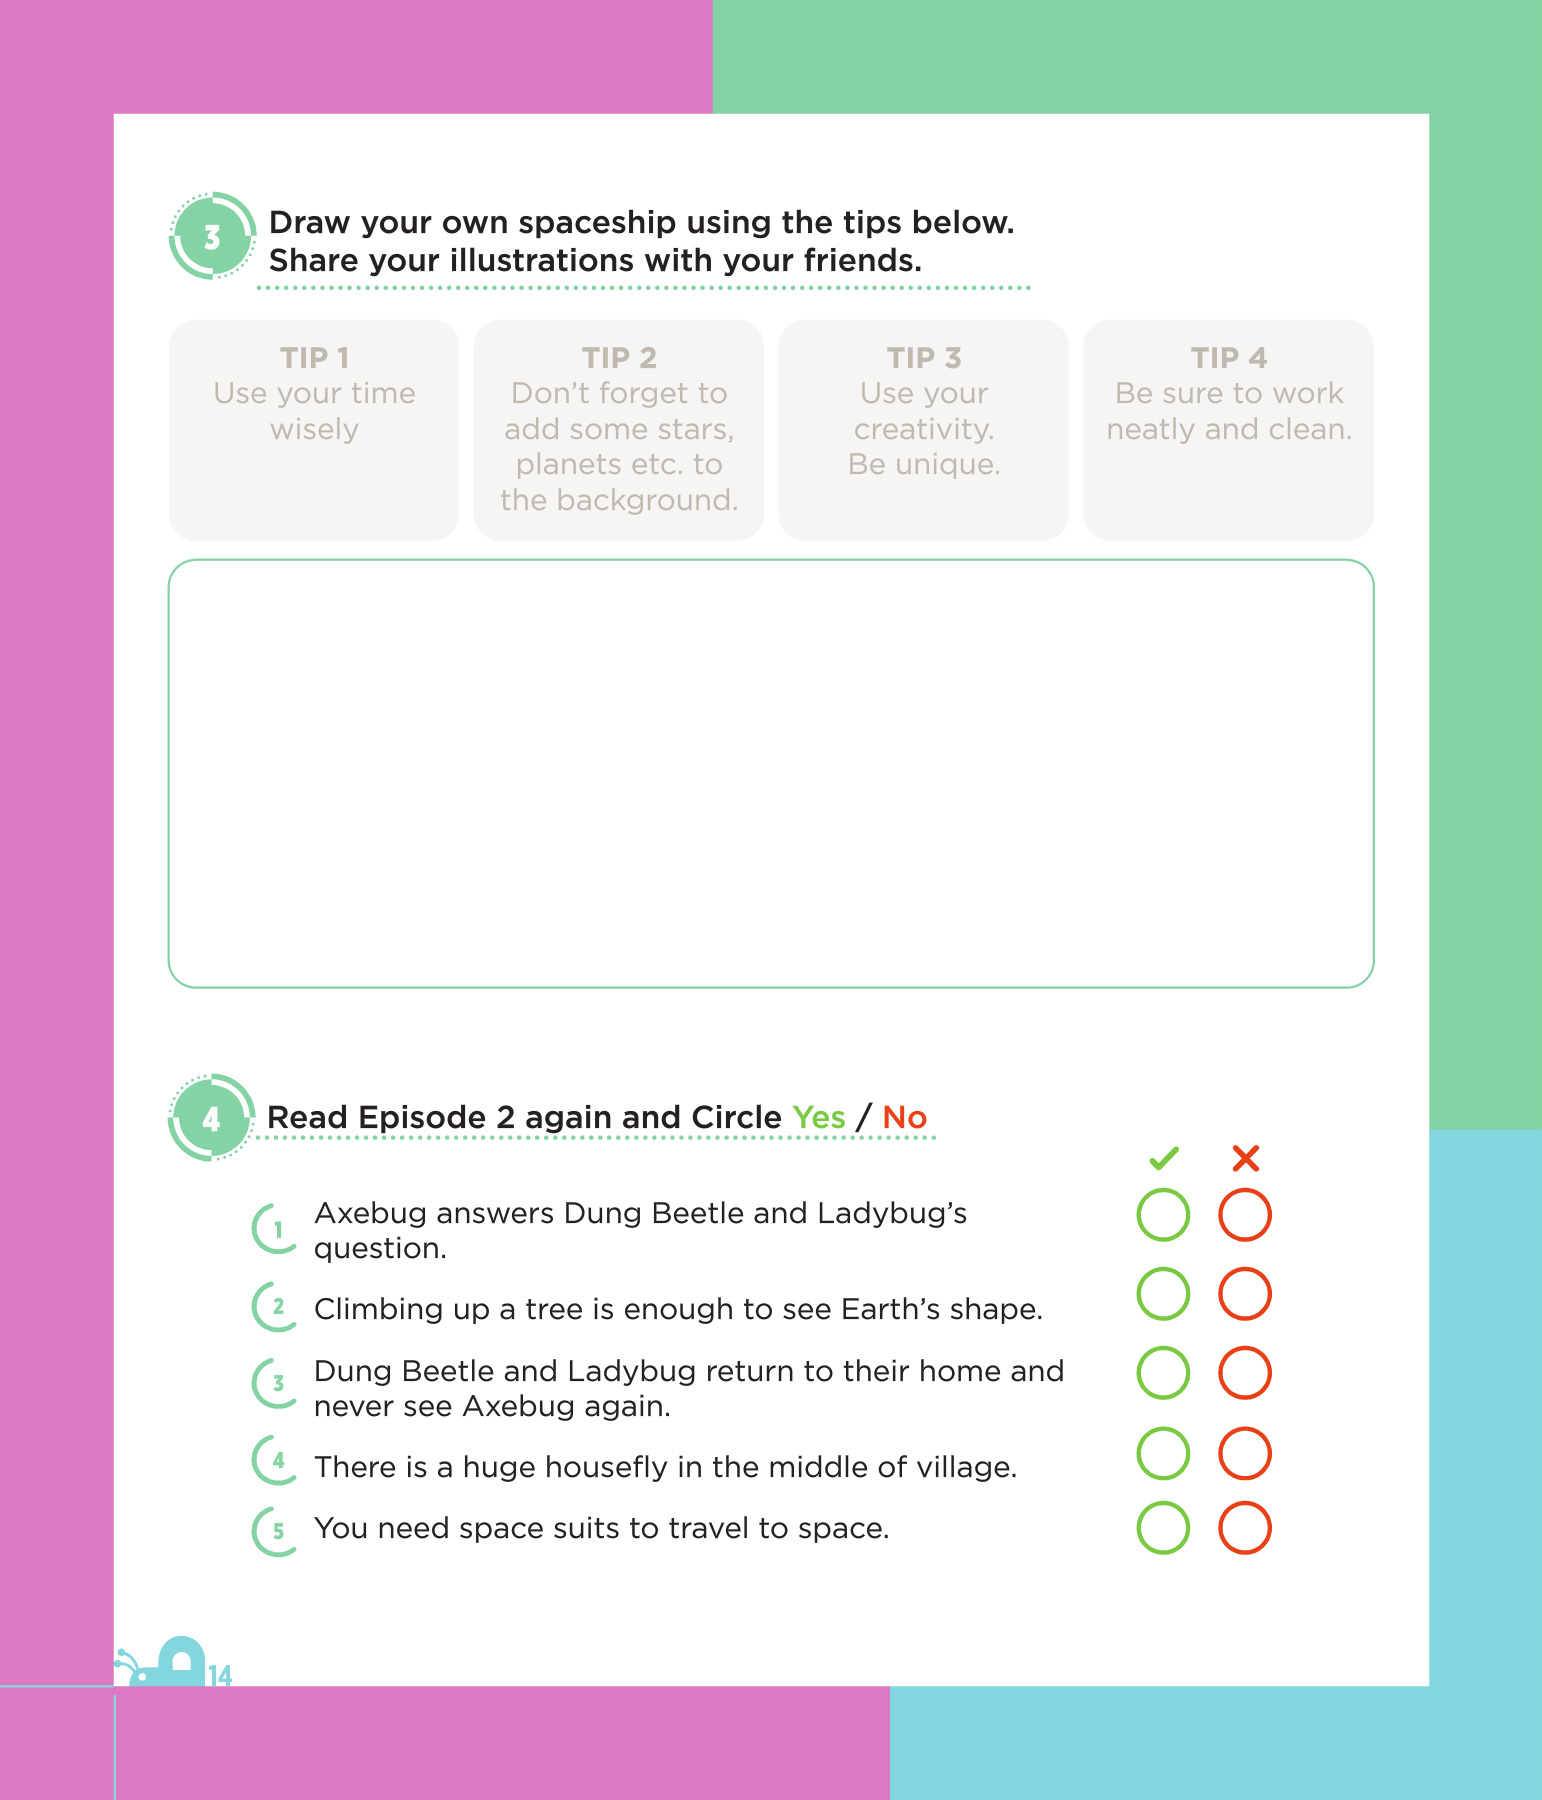 3
Draw your own spaceship using the tips below.
Share your illustrations with your friends.
TIP 1
Use your time
wisely
TIP 2
Don’t forget to
add some stars,
planets etc. to
the background.
TIP 3
Use your
creativity.
Be unique.
TIP 4
Be sure to work
neatly and clean.
4
Read Episode 2 again and Circle Yes / No
1
Axebug answers Dung Beetle and Ladybug’s
question.
2
Climbing up a tree is enough to see Earth’s shape.
3
Dung Beetle and Ladybug return to their home and
never see Axebug again.
4
There is a huge housefly in the middle of village.
5
You need space suits to travel to space.
14